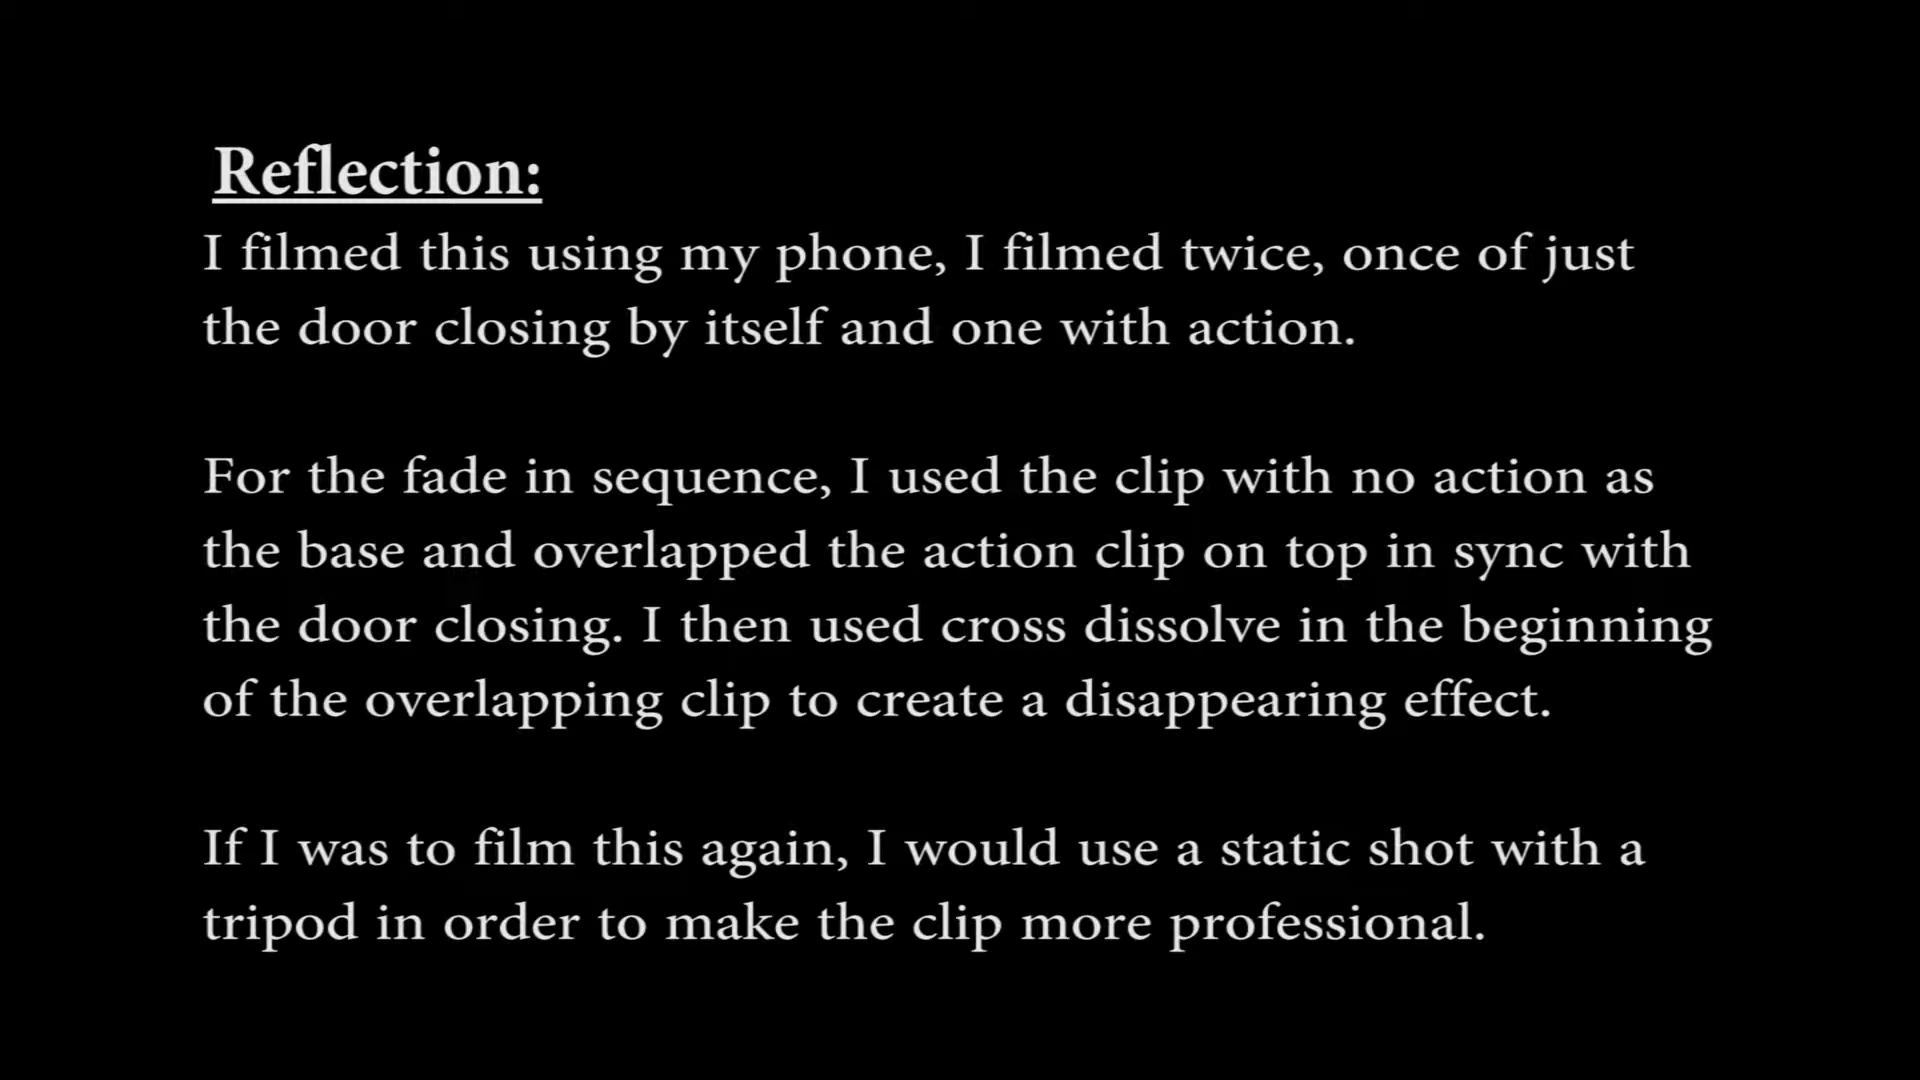 Reflection:
I filmed this using my phone, I filmed twice, once of just
the door closing by itself and one with action.
For the fade in sequence, I used the clip with no action as
the base and overlapped the action clip on top in sync with
the door closing. I then used cross dissolve in the beginning
of the overlapping clip to create a disappearing effect.
If I was to film this again, I would use a static shot with a
tripod in order to make the clip more professional.